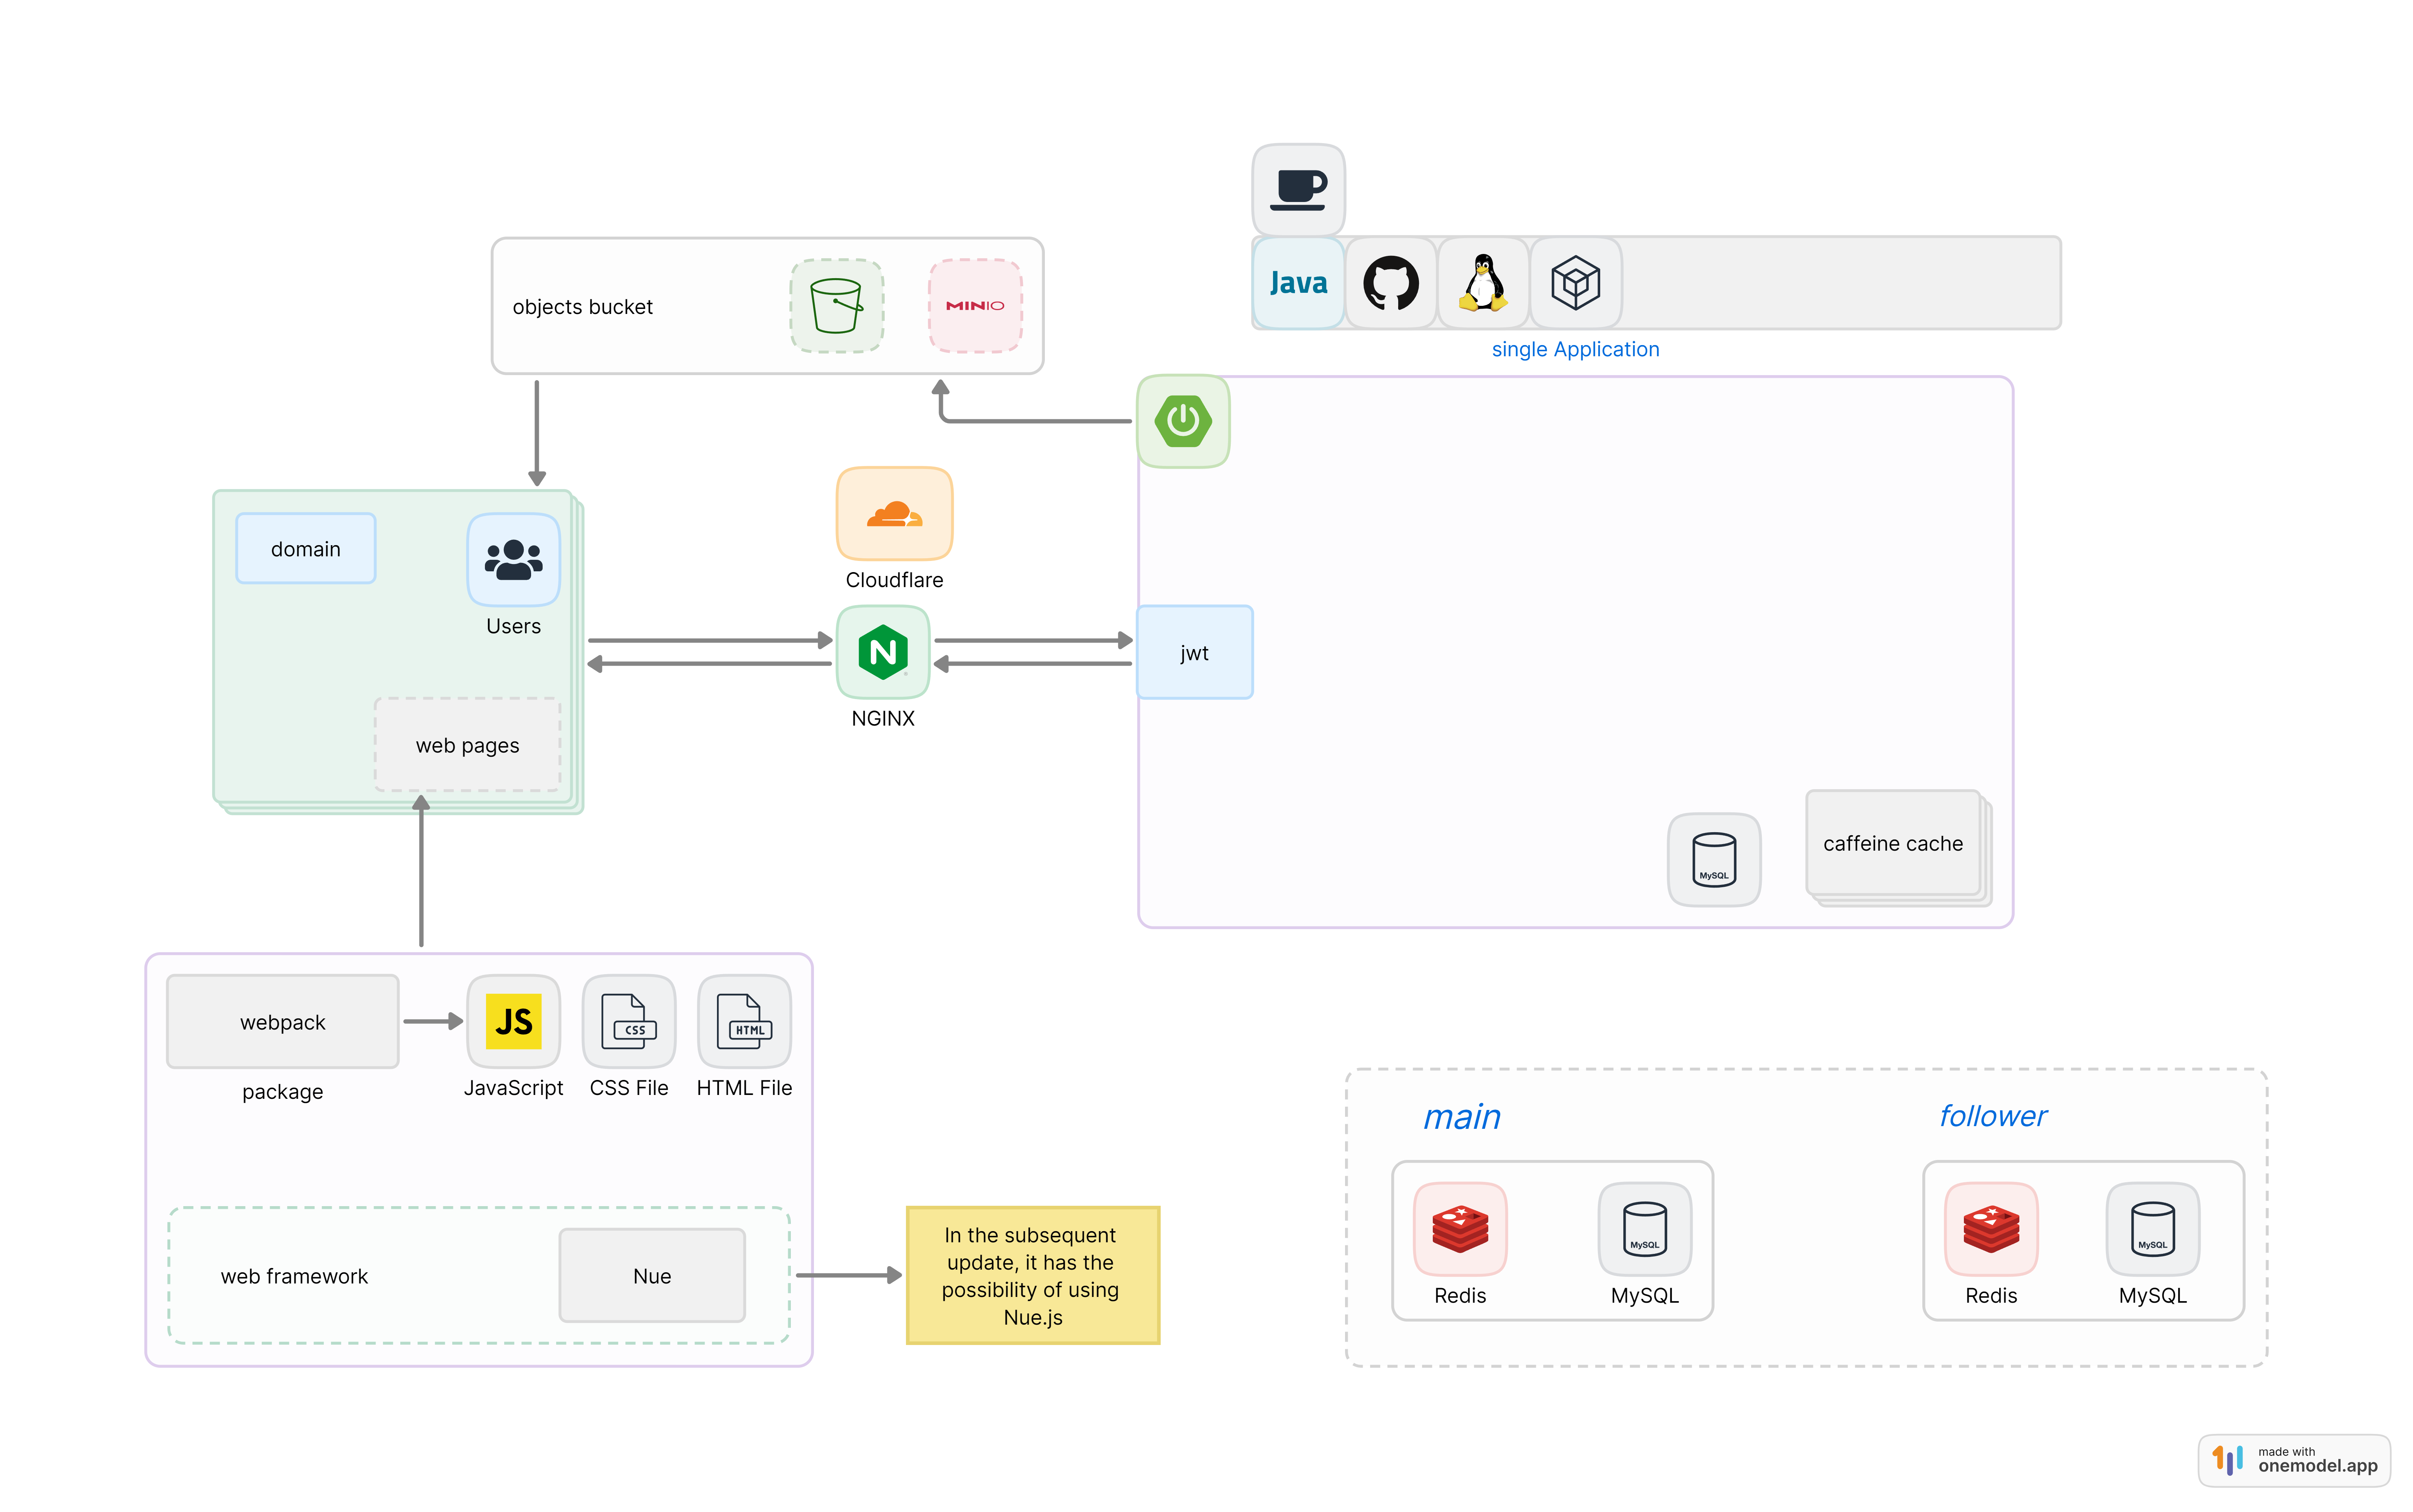 Java
single Application
objects bucket
MINIO
Cloudflare
domain
Users
NGINX
jwt
web pages
MySQL
caffeine cache
webpack
package
JS
JavaScript
CSS
CSS File
HTML
HTML File
web framework
Nue
In the subsequent
update, it has the
possibility of using
Nue.js
main
follower
Redis
MySQL
MySQL
Redis
MySQL
MySQL
made with
onemodel.app